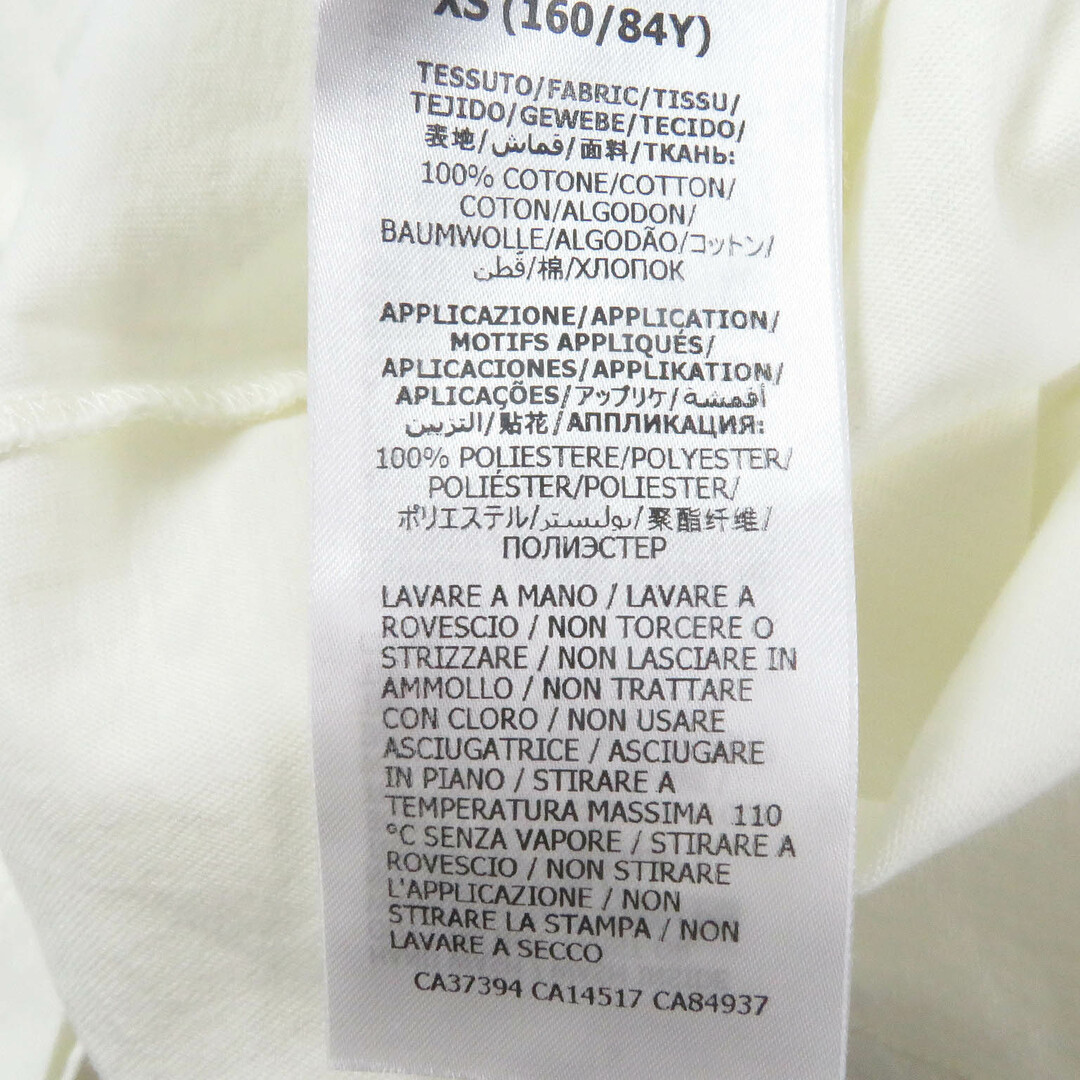 XS (160/84Y)
TESSUTO/FABRIC/TISSU/
TEJIDO/GEWEBE/TECIDO/
表地/قماش/面料/ТКАНЬ:
100% COTONE/COTTON/
COTON/ALGODON/
BAUMWOLLE/ALGODÃO/コットン/
قطن/棉/ХЛОПОК
APPLICAZIONE/APPLICATION/
MOTIFS APPLIQUÉS/
APLICACIONES/APPLIKATION/
APLICAÇÕES/アップリケ/أقمشة
التزيين/贴花/АППЛИКАЦИЯ:
100% POLIESTERE/POLYESTER/
POLIÉSTER/POLIESTER/
ポリエステル/بوليستر/聚酯纤维/
ПОЛИЭСТЕР
LAVARE A MANO / LAVARE A
ROVESCIO / NON TORCERE O
STRIZZARE / NON LASCIARE IN
AMMOLLO / NON TRATTARE
CON CLORO / NON USARE
ASCIUGATRICE / ASCIUGARE
IN PIANO / STIRARE A
TEMPERATURA MASSIMA 110
°C SENZA VAPORE / STIRARE A
ROVESCIO / NON STIRARE
L'APPLICAZIONE / NON
STIRARE LA STAMPA / NON
LAVARE A SECCO
CA37394 CA14517 CA84937